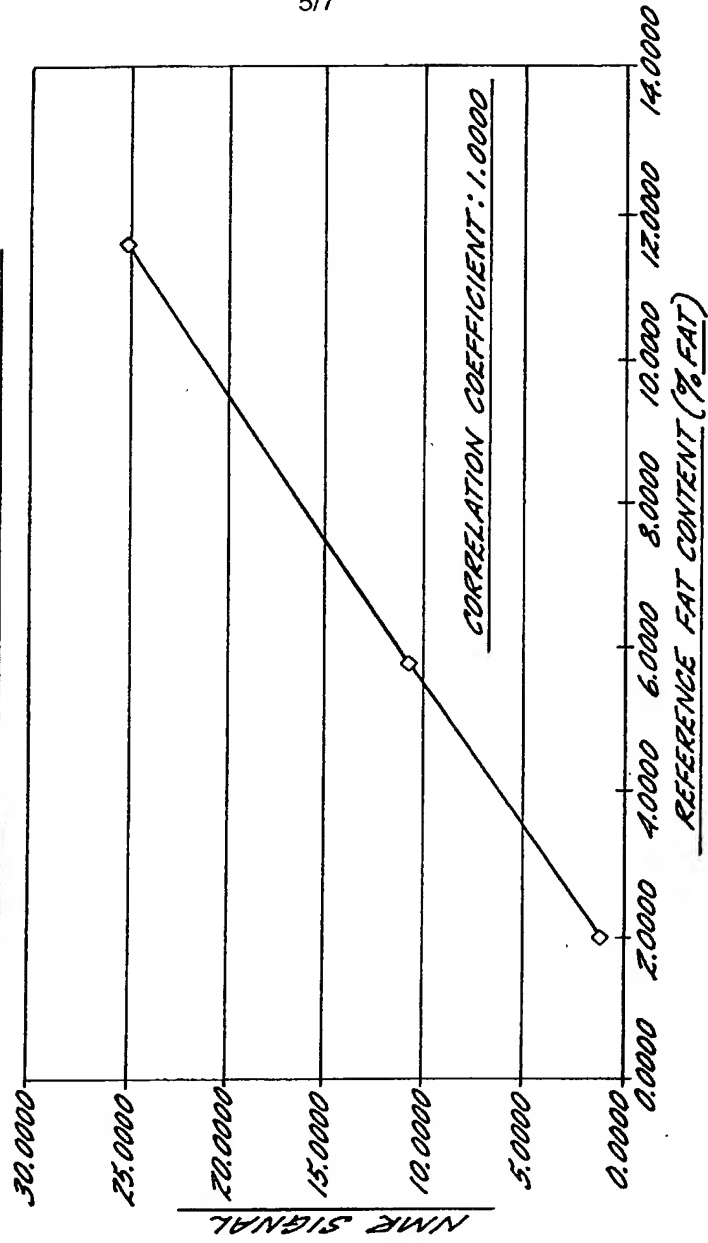 5/7
30.0000
25.0000
20.0000
15.0000
10.0000
5.0000
0.0000
NMR SIGNAL
CORRELATION COEFFICIENT: 1.0000
0.0000 2.0000 4.0000 6.0000 8.0000 10.0000 12.0000 14.0000
REFERENCE FAT CONTENT (% FAT)